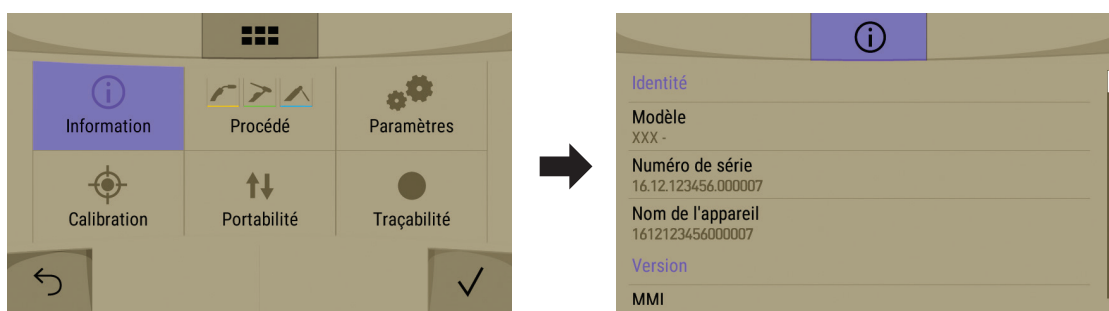 Information
Procédé
Paramètres
Calibration
Portabilité
Traçabilité
Identité
Modèle
XXX -
Numéro de série
16.12.123456.000007
Nom de l'appareil
1612123456000007
Version
MMI